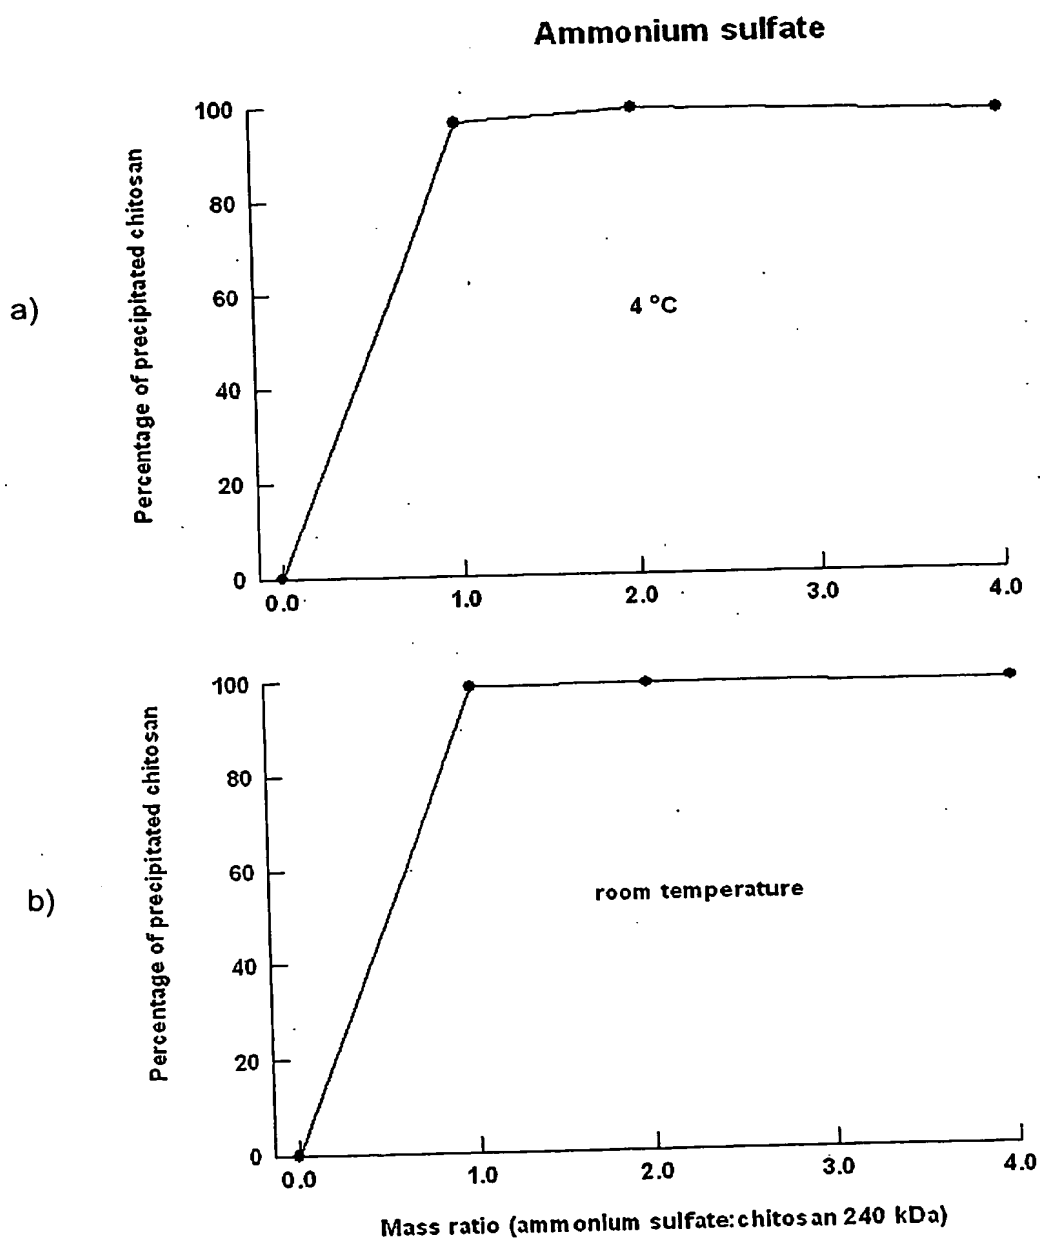 Ammonium sulfate
a)
Percentage of precipitated chitosan
100
80
60
40
20
0
4 °C
0.0
1.0
2.0
3.0
4.0
b)
Percentage of precipitated chitosan
100
80
60
40
20
0
room temperature
0.0
1.0
2.0
3.0
4.0
Mass ratio (ammonium sulfate:chitosan 240 kDa)